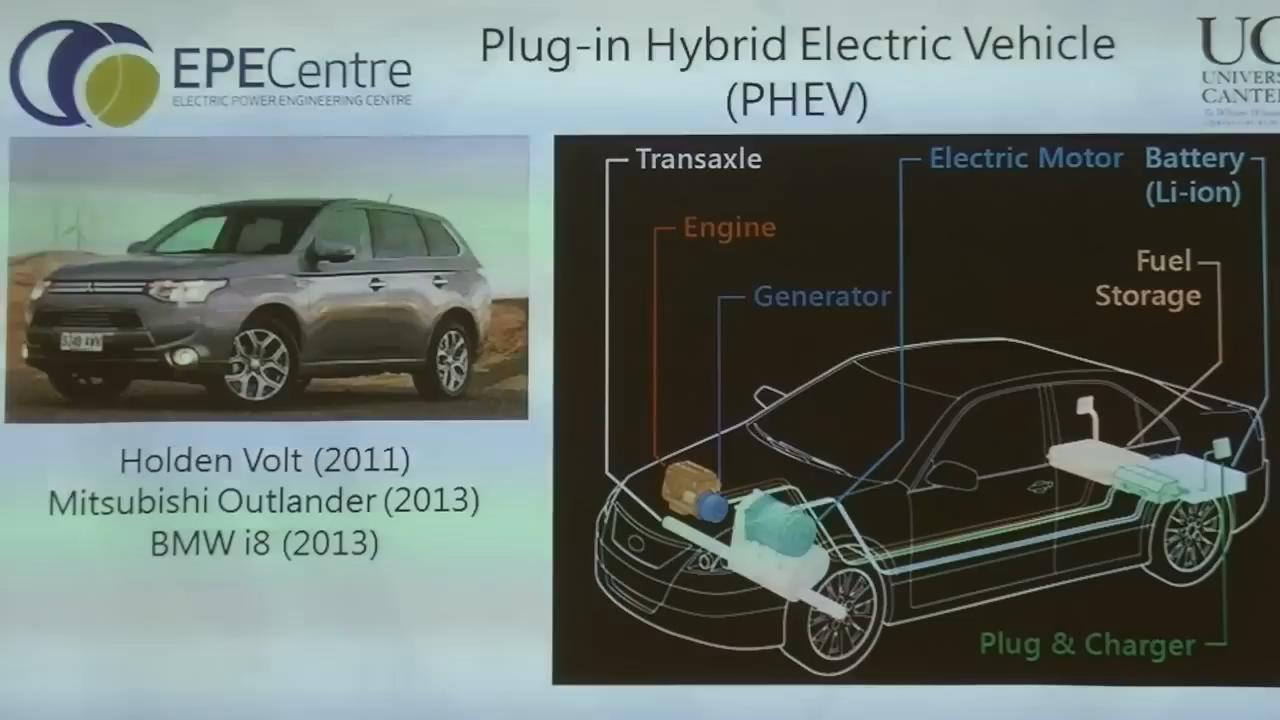 EPECentre
ELECTRIC POWER ENGINEERING CENTRE
Plug-in Hybrid Electric Vehicle
(PHEV)
UC
UNIVERS
CANTER
Transaxle
Electric Motor
Battery
(Li-ion)
Engine
Fuel
Storage
Generator
Holden Volt (2011)
Mitsubishi Outlander (2013)
BMW i8 (2013)
Plug & Charger